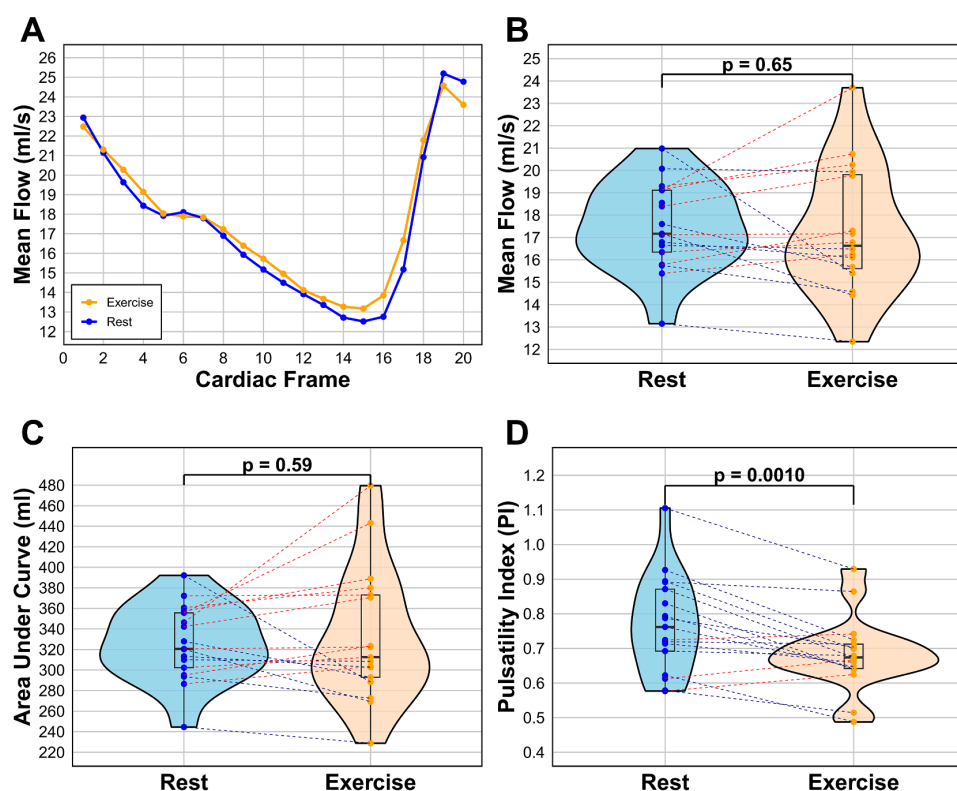 A
26
25
24
23
22
21
20
19
18
17
16
15
14
13
12
Mean Flow (ml/s)
Exercise
Rest
0 2 4 6 8 10 12 14 16 18 20
Cardiac Frame
B
25
24
23
22
21
20
19
18
17
16
15
14
13
12
Mean Flow (ml/s)
p = 0.65
Rest Exercise
C
480
460
440
420
400
380
360
340
320
300
280
260
240
220
Area Under Curve (ml)
p = 0.59
Rest Exercise
D
1.2
1.1
1.0
0.9
0.8
0.7
0.6
0.5
0.4
Pulsatility Index (PI)
p = 0.0010
Rest Exercise